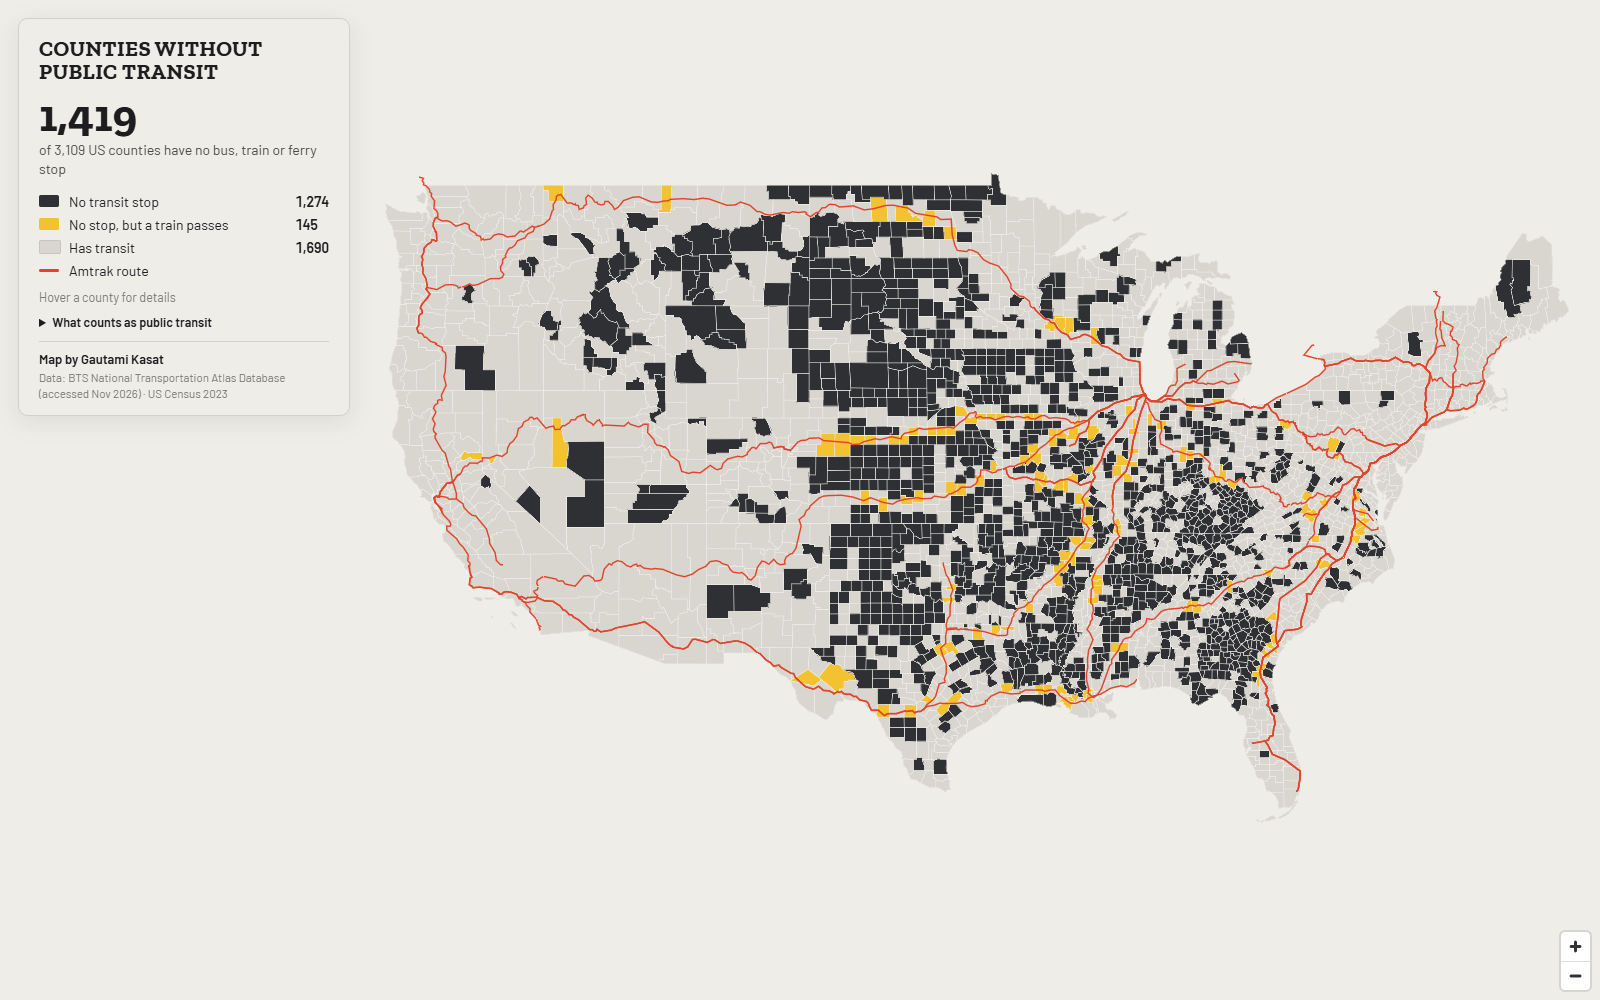 COUNTIES WITHOUT
PUBLIC TRANSIT
1,419
of 3,109 US counties have no bus, train or ferry
stop
No transit stop 1,274
No stop, but a train passes 145
Has transit 1,690
Amtrak route
Hover a county for details
▶ What counts as public transit
Map by Gautami Kasat
Data: BTS National Transportation Atlas Database
(accessed Nov 2026) · US Census 2023
+
−